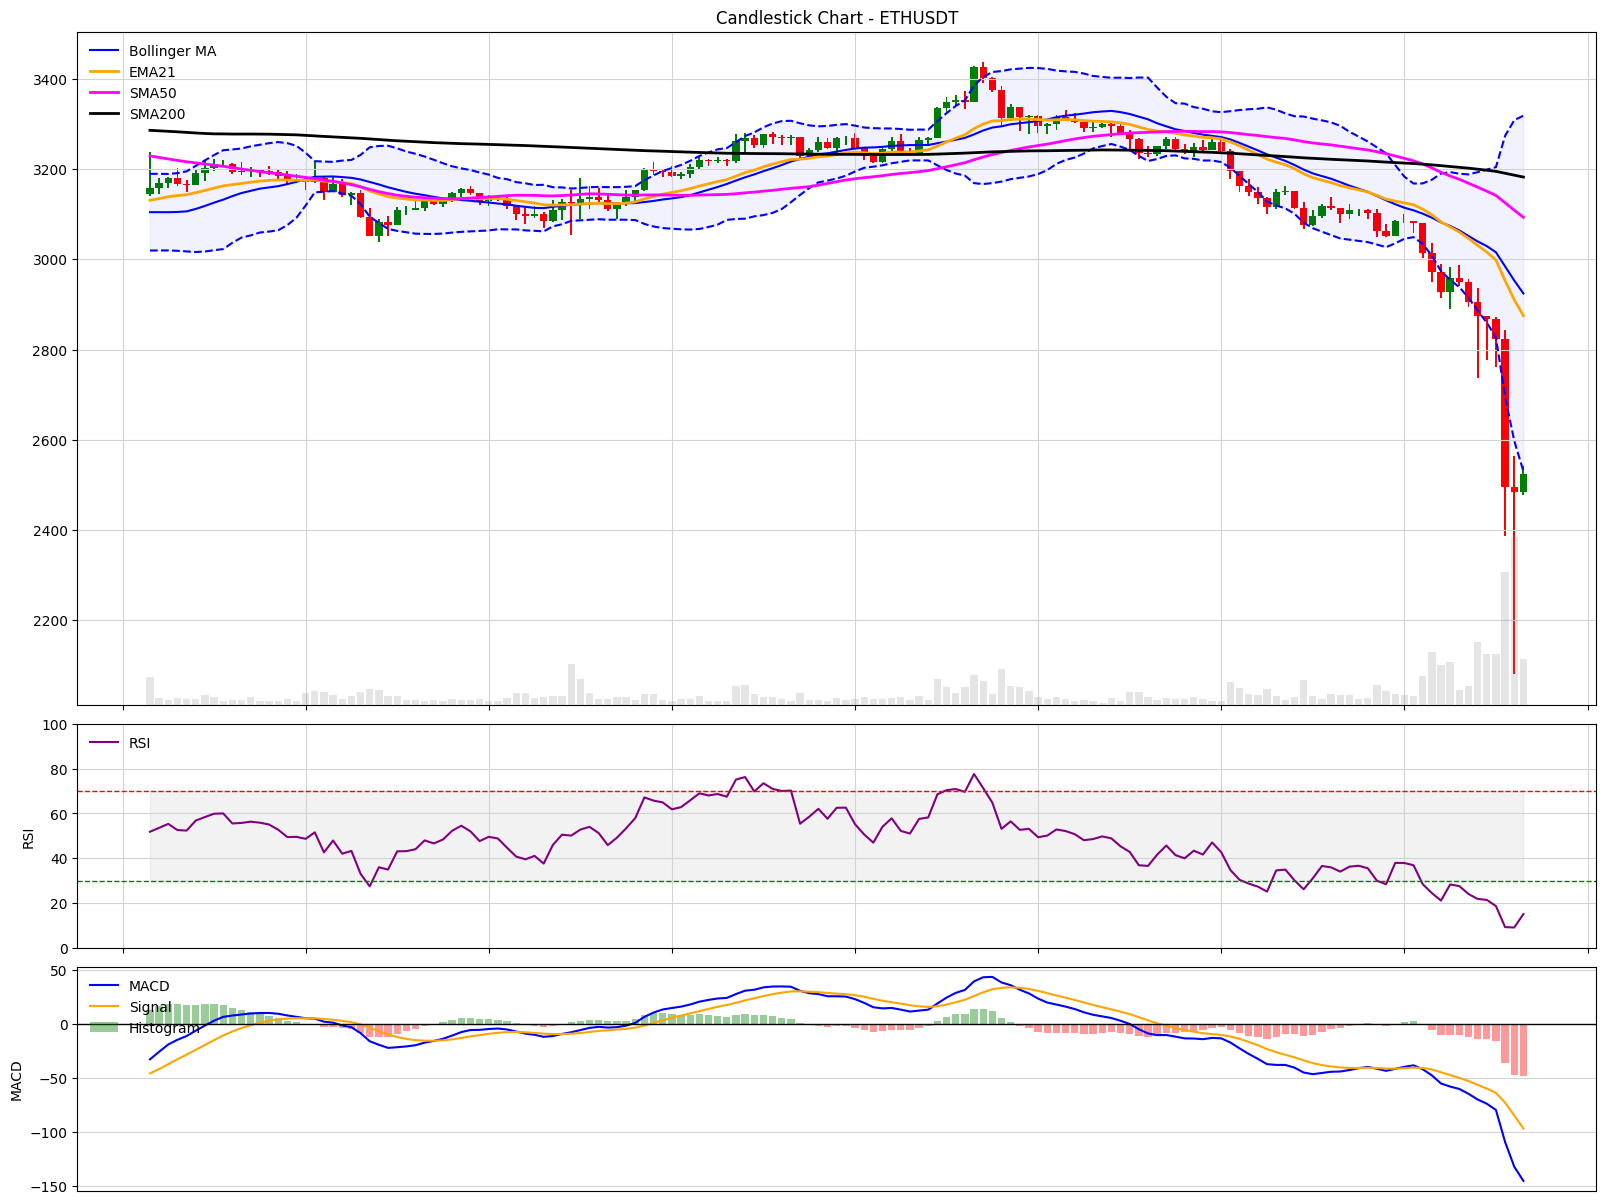 Candlestick Chart - ETHUSDT
Bollinger MA
EMA21
SMA50
SMA200
3400
3200
3000
2800
2600
2400
2200
100
80
60
40
20
0
RSI
RSI
50
0
−50
−100
−150
MACD
MACD
Signal
Histogram